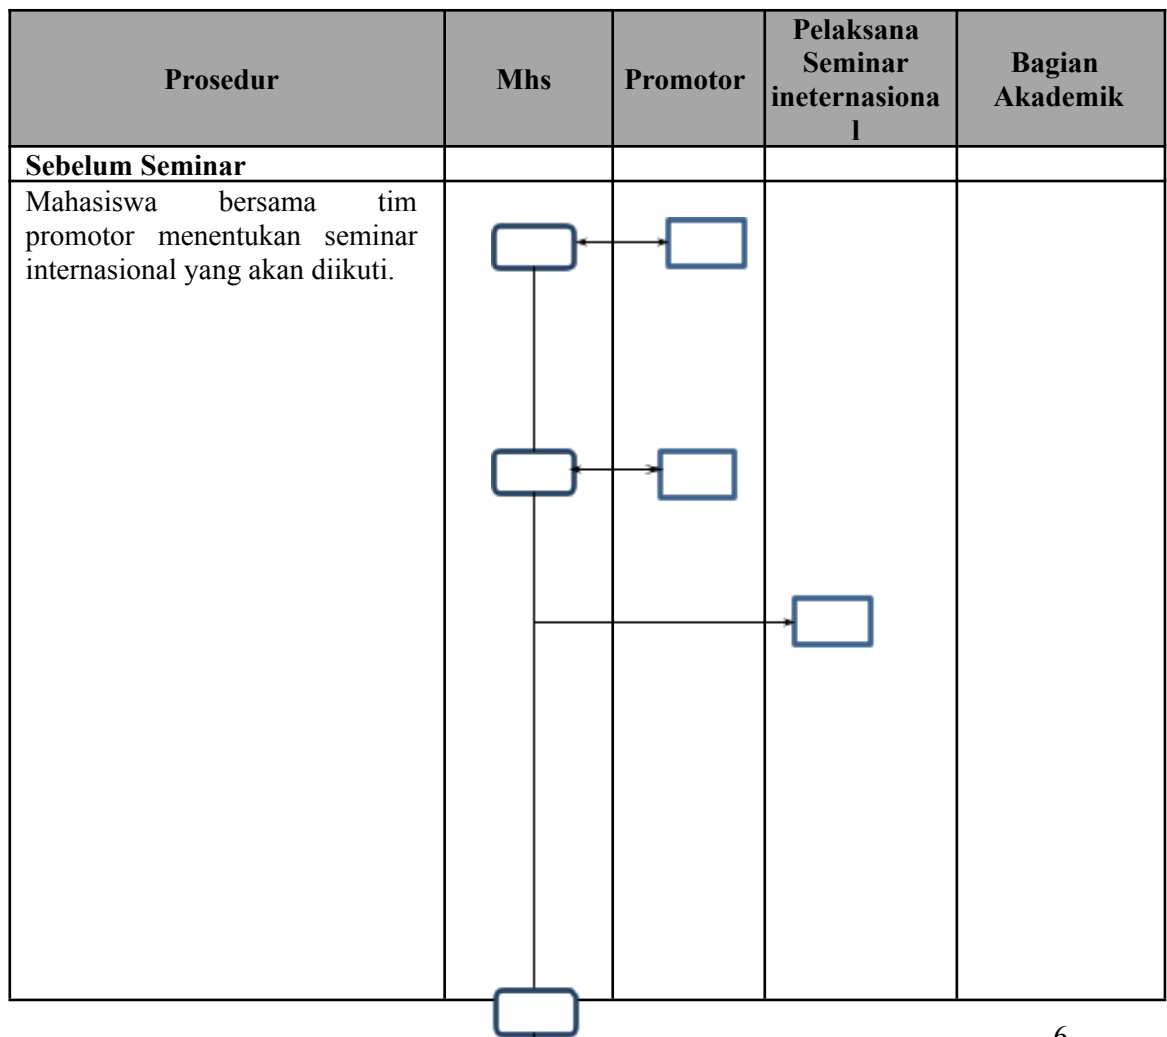 Prosedur
Mhs
Promotor
Pelaksana
Seminar
ineternasiona
l
Bagian
Akademik
Sebelum Seminar
Mahasiswa bersama tim
promotor menentukan seminar
internasional yang akan diikuti.
6